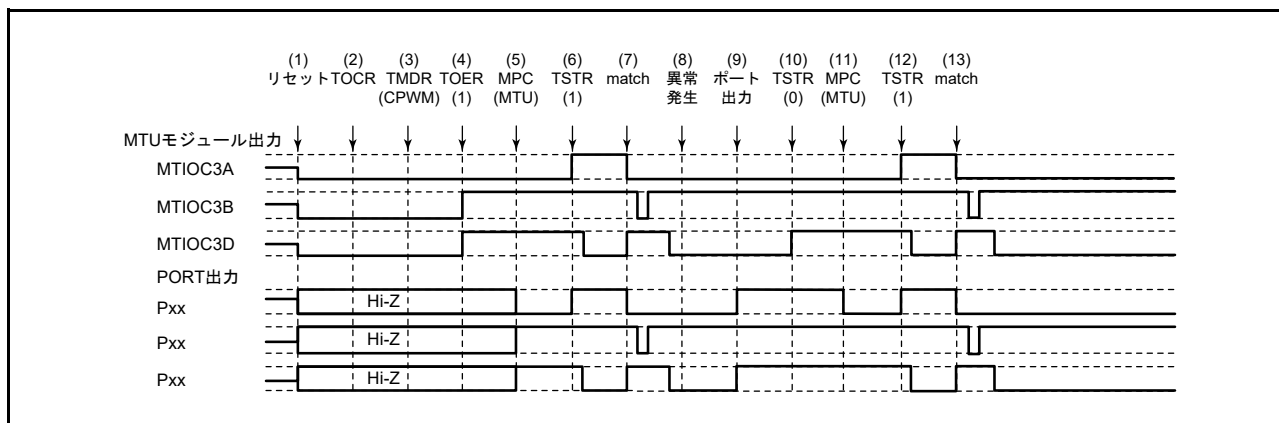 (1) (2) (3) (4) (5) (6) (7) (8) (9) (10) (11) (12) (13)
リセット TOCR TMDR TOER MPC TSTR match 異常 ポート TSTR MPC TSTR match
(CPWM) (1) (MTU) (1) 発生 出力 (0) (MTU) (1)
MTUモジュール出力
MTIOC3A
MTIOC3B
MTIOC3D
PORT出力
Pxx Hi-Z
Pxx Hi-Z
Pxx Hi-Z